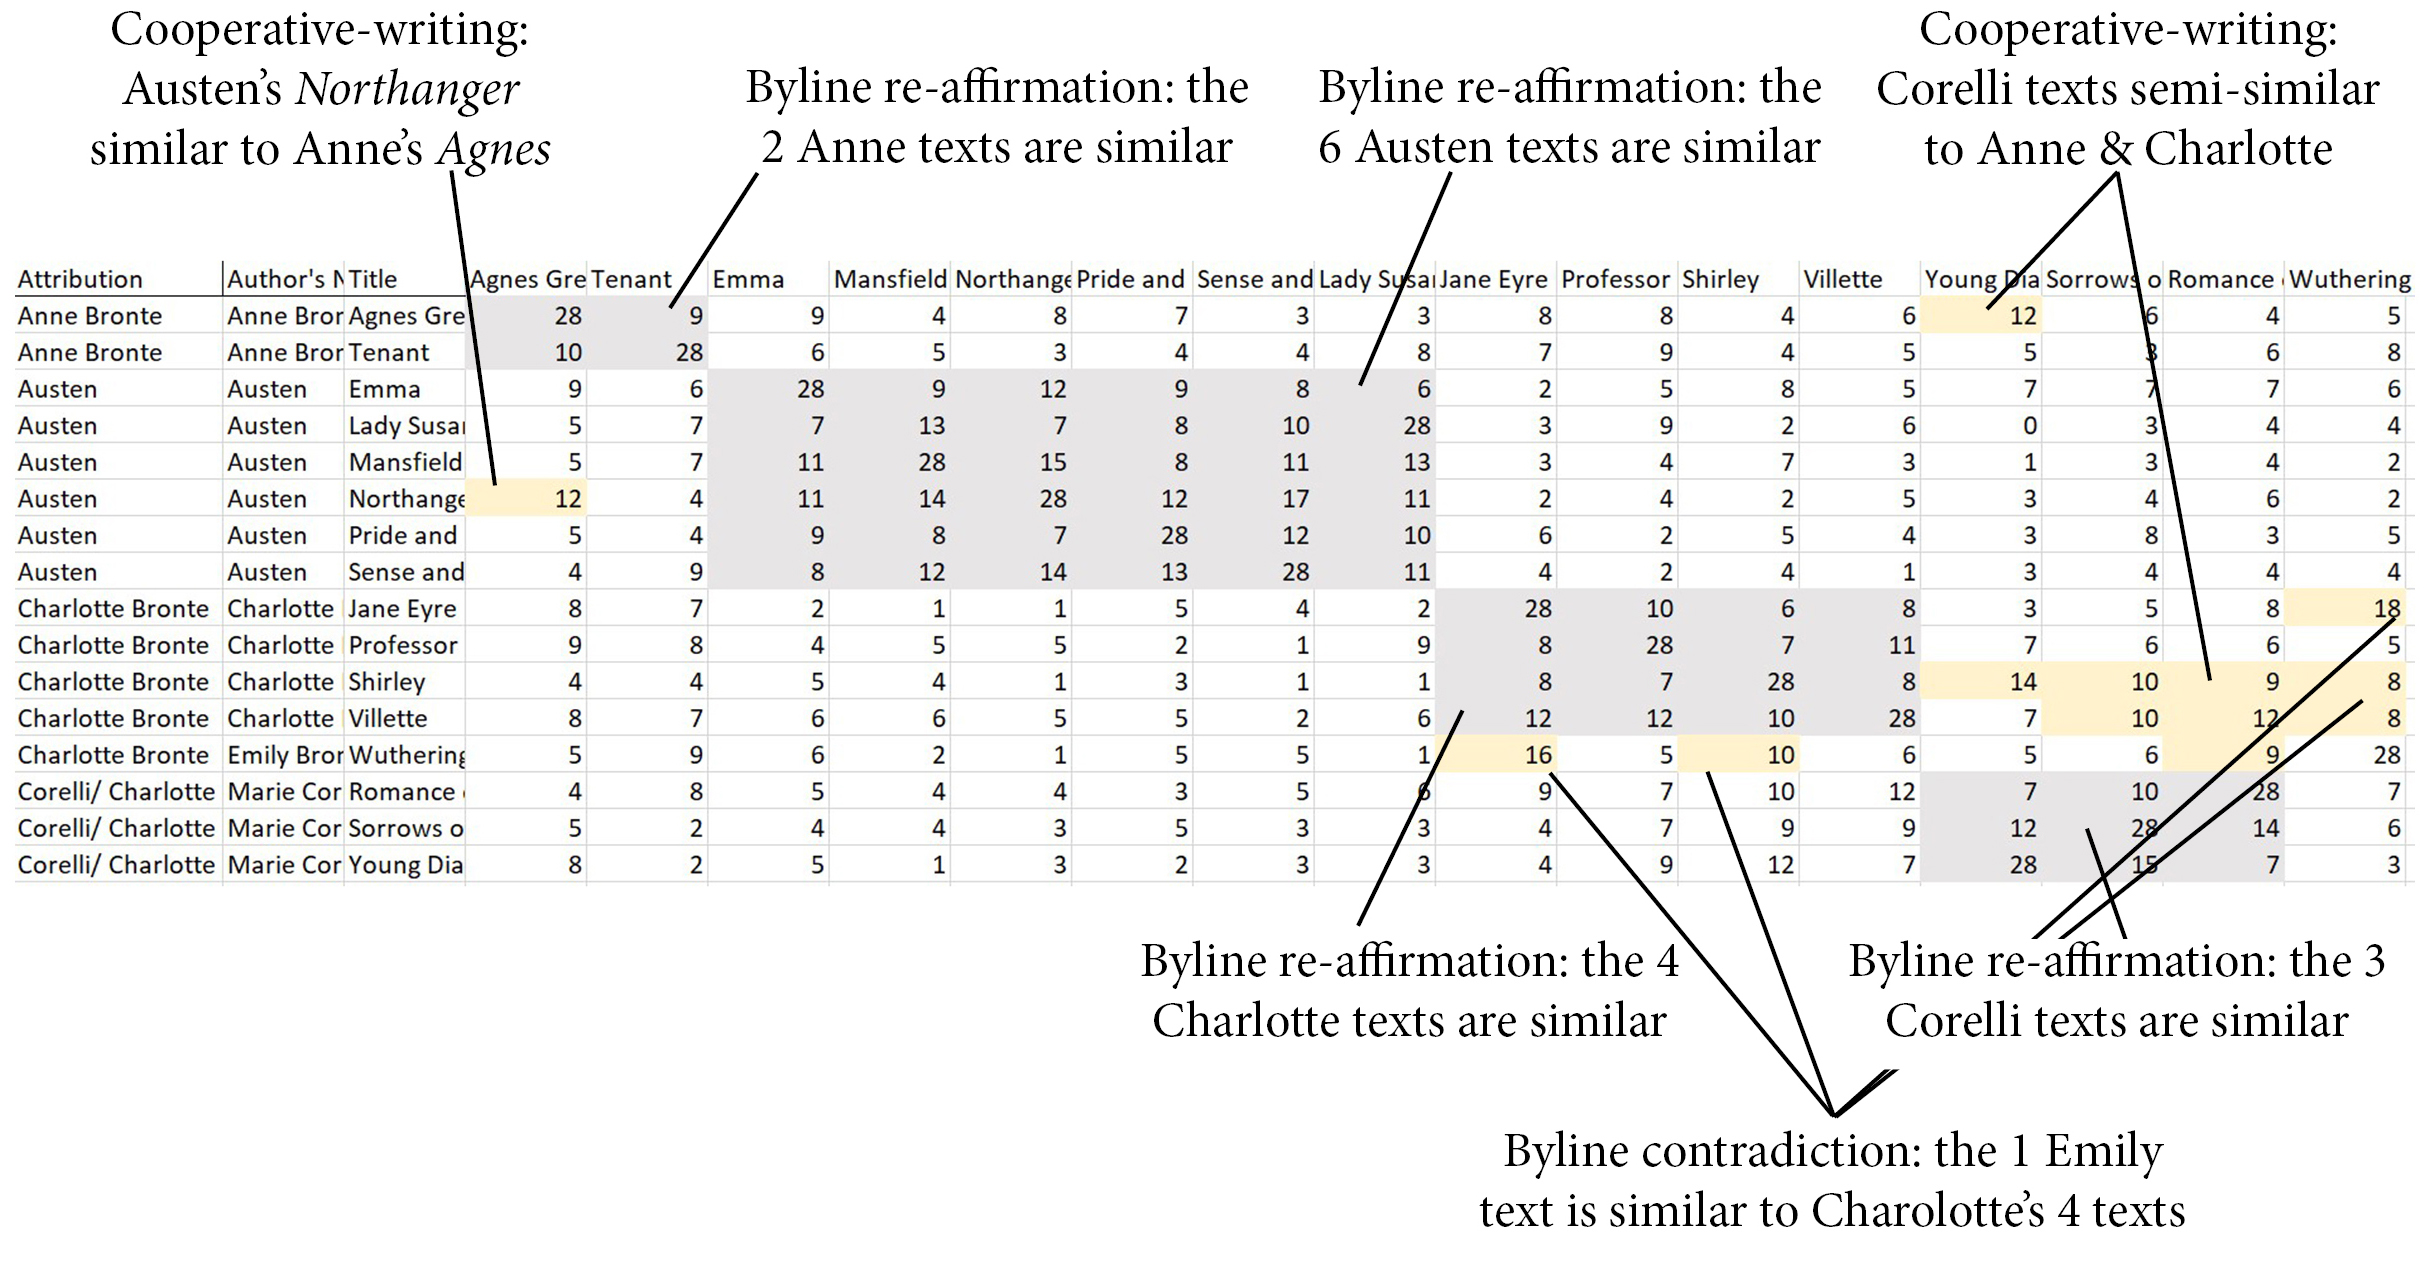 Cooperative-writing:
Austen's Northanger
similar to Anne's Agnes
Byline re-affirmation: the
2 Anne texts are similar
Byline re-affirmation: the
6 Austen texts are similar
Cooperative-writing:
Corelli texts semi-similar
to Anne & Charlotte
Attribution Author's N Title Agnes Gre Tenant Emma Mansfield Northange Pride and Sense and Lady Susan Jane Eyre Professor Shirley Villette Young Dia Sorrows o Romance Wuthering
Anne Bronte Anne Bron Agnes Gre 28 9 9 4 8 7 3 3 8 8 4 6 12 6 4 5
Anne Bronte Anne Bron Tenant 10 28 6 5 3 4 4 8 7 9 4 5 5 3 6 8
Austen Austen Emma 9 6 28 9 12 9 8 6 2 5 8 5 7 7 7 6
Austen Austen Lady Susan 5 7 7 13 7 8 10 28 3 9 2 6 0 3 4 4
Austen Austen Mansfield 5 7 11 28 15 8 11 13 3 4 7 3 1 3 4 2
Austen Austen Northange 12 4 11 14 28 12 17 11 2 4 2 5 3 4 6 2
Austen Austen Pride and 5 4 9 8 7 28 12 10 6 2 5 4 3 8 3 5
Austen Austen Sense and 4 9 8 12 14 13 28 11 4 2 4 1 3 4 4 4
Charlotte Bronte Charlotte Jane Eyre 8 7 2 1 1 5 4 2 28 10 6 8 3 5 8 18
Charlotte Bronte Charlotte Professor 9 8 4 5 5 2 1 9 8 28 7 11 7 6 6 5
Charlotte Bronte Charlotte Shirley 4 4 5 4 1 3 1 1 8 7 28 8 14 10 9 8
Charlotte Bronte Charlotte Villette 8 7 6 6 5 5 2 6 12 12 10 28 7 10 12 8
Charlotte Bronte Emily Bron Wuthering 5 9 6 2 1 5 5 1 16 5 10 6 5 6 9 28
Corelli/ Charlotte Marie Cor Romance 4 8 5 4 4 3 5 6 9 7 10 12 7 10 28 7
Corelli/ Charlotte Marie Cor Sorrows o 5 2 4 4 3 5 3 3 4 7 9 9 12 28 14 6
Corelli/ Charlotte Marie Cor Young Dia 8 2 5 1 3 2 3 3 4 9 12 7 28 15 7 3
Byline re-affirmation: the 4
Charlotte texts are similar
Byline re-affirmation: the 3
Corelli texts are similar
Byline contradiction: the 1 Emily
text is similar to Charolotte's 4 texts